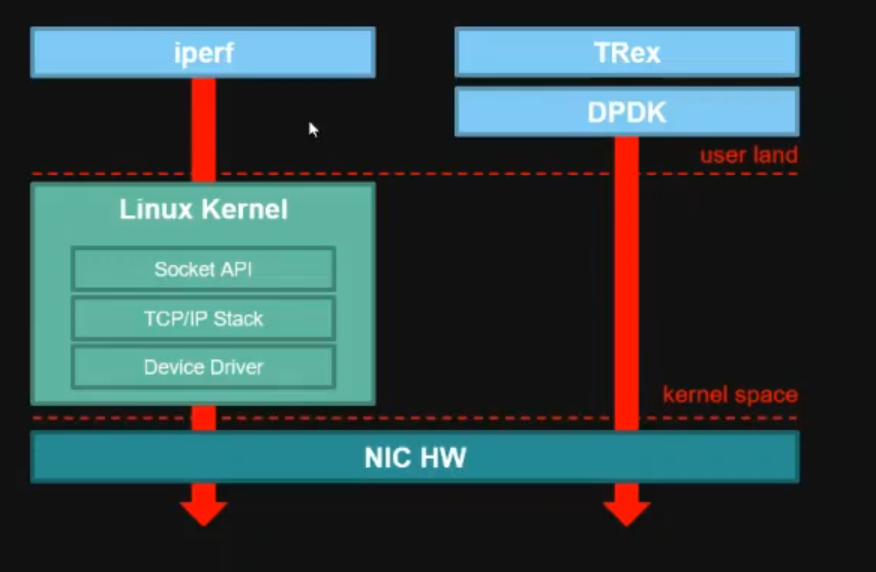 iperf
TRex
DPDK
user land
Linux Kernel
Socket API
TCP/IP Stack
Device Driver
kernel space
NIC HW